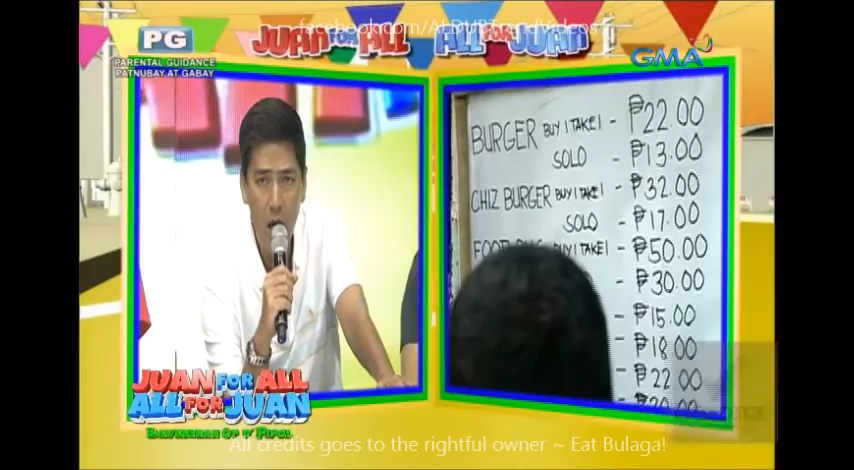 ~ facebook.com//ALDUBTrendVideos ~
PG
PARENTAL GUIDANCE
PATNUBAY AT GABAY
JUAN FOR ALL ALL FOR JUAN
GMA
BURGER BUY 1 TAKE 1 - ₱22.00
SOLO - ₱13.00
CHIZ BURGER BUY 1 TAKE 1 - ₱32.00
SOLO - ₱17.00
BUY 1 TAKE 1 - ₱50.00
- ₱30.00
- ₱15.00
- ₱18.00
- ₱22.00
JUAN FOR ALL
ALL FOR JUAN
All credits goes to the rightful owner ~ Eat Bulaga!